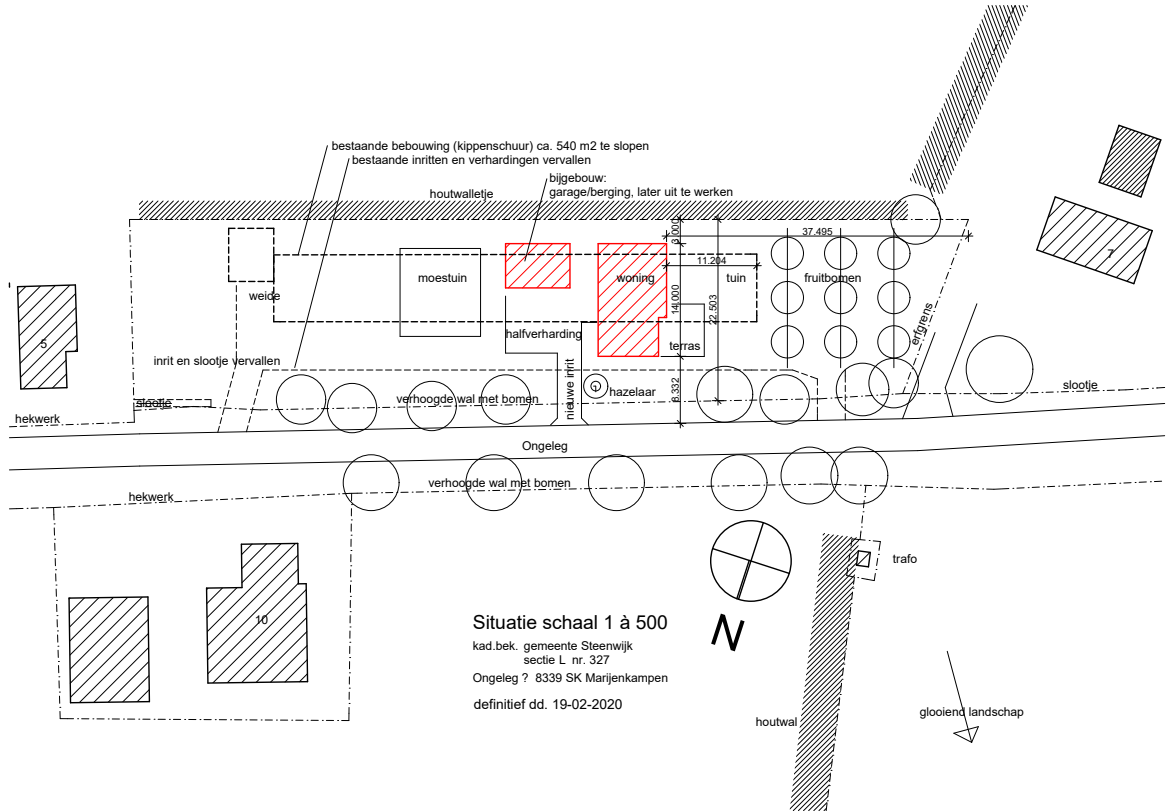 bestaande bebouwing (kippenschuur) ca. 540 m2 te slopen
bestaande inritten en verhardingen vervallen
bijgebouw:
garage/berging, later uit te werken
houtwalletje
37.495
3.000
11.204
moestuin
woning
tuin
fruitbomen
7
weide
14.000
22.503
halfverharding
terras
erfgrens
5
inrit en slootje vervallen
nieuwe inrit
hazelaar
8.332
slootje
slootje
verhoogde wal met bomen
hekwerk
Ongeleg
verhoogde wal met bomen
hekwerk
trafo
10
N
Situatie schaal 1 à 500
kad.bek. gemeente Steenwijk
sectie L nr. 327
Ongeleg ? 8339 SK Marijenkampen
definitief dd. 19-02-2020
houtwal
glooiend landschap